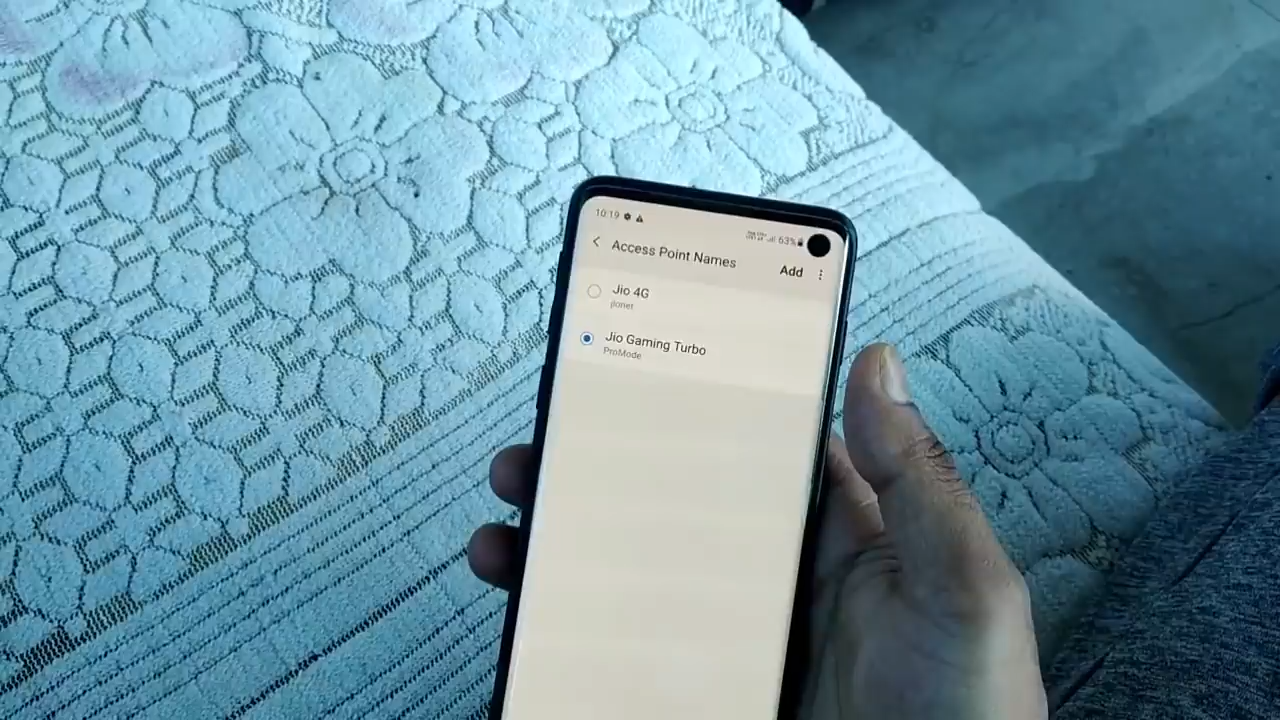 10:19
63%
Access Point Names
Add
Jio 4G
jionet
Jio Gaming Turbo
ProMode